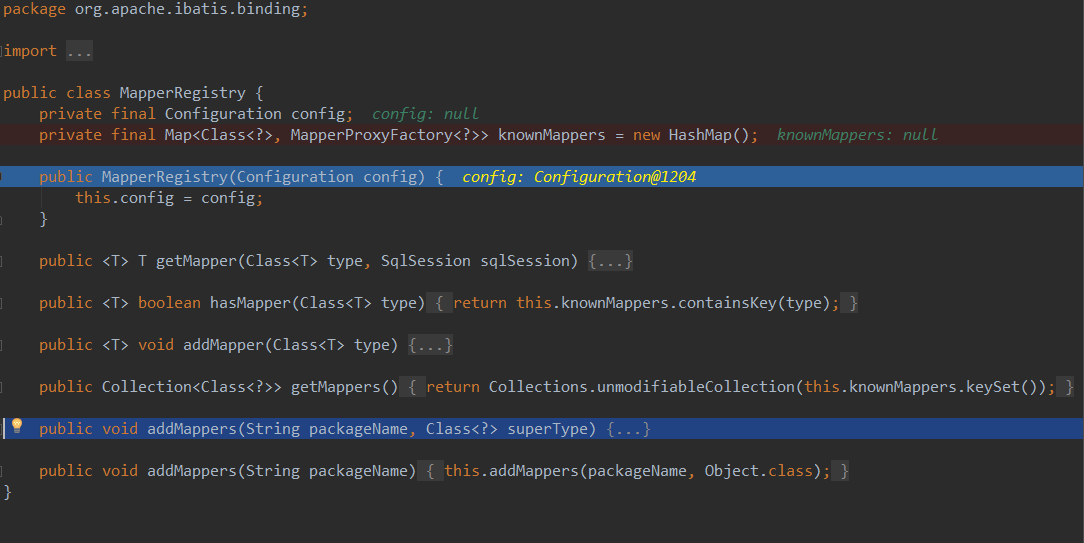 package org.apache.ibatis.binding;
import ...
public class MapperRegistry {
private final Configuration config; config: null
private final Map<Class<?>, MapperProxyFactory<?>> knownMappers = new HashMap(); knownMappers: null
public MapperRegistry(Configuration config) { config: Configuration@1204
this.config = config;
}
public <T> T getMapper(Class<T> type, SqlSession sqlSession) {...}
public <T> boolean hasMapper(Class<T> type) { return this.knownMappers.containsKey(type); }
public <T> void addMapper(Class<T> type) {...}
public Collection<Class<?>> getMappers() { return Collections.unmodifiableCollection(this.knownMappers.keySet()); }
public void addMappers(String packageName, Class<?> superType) {...}
public void addMappers(String packageName) { this.addMappers(packageName, Object.class); }
}